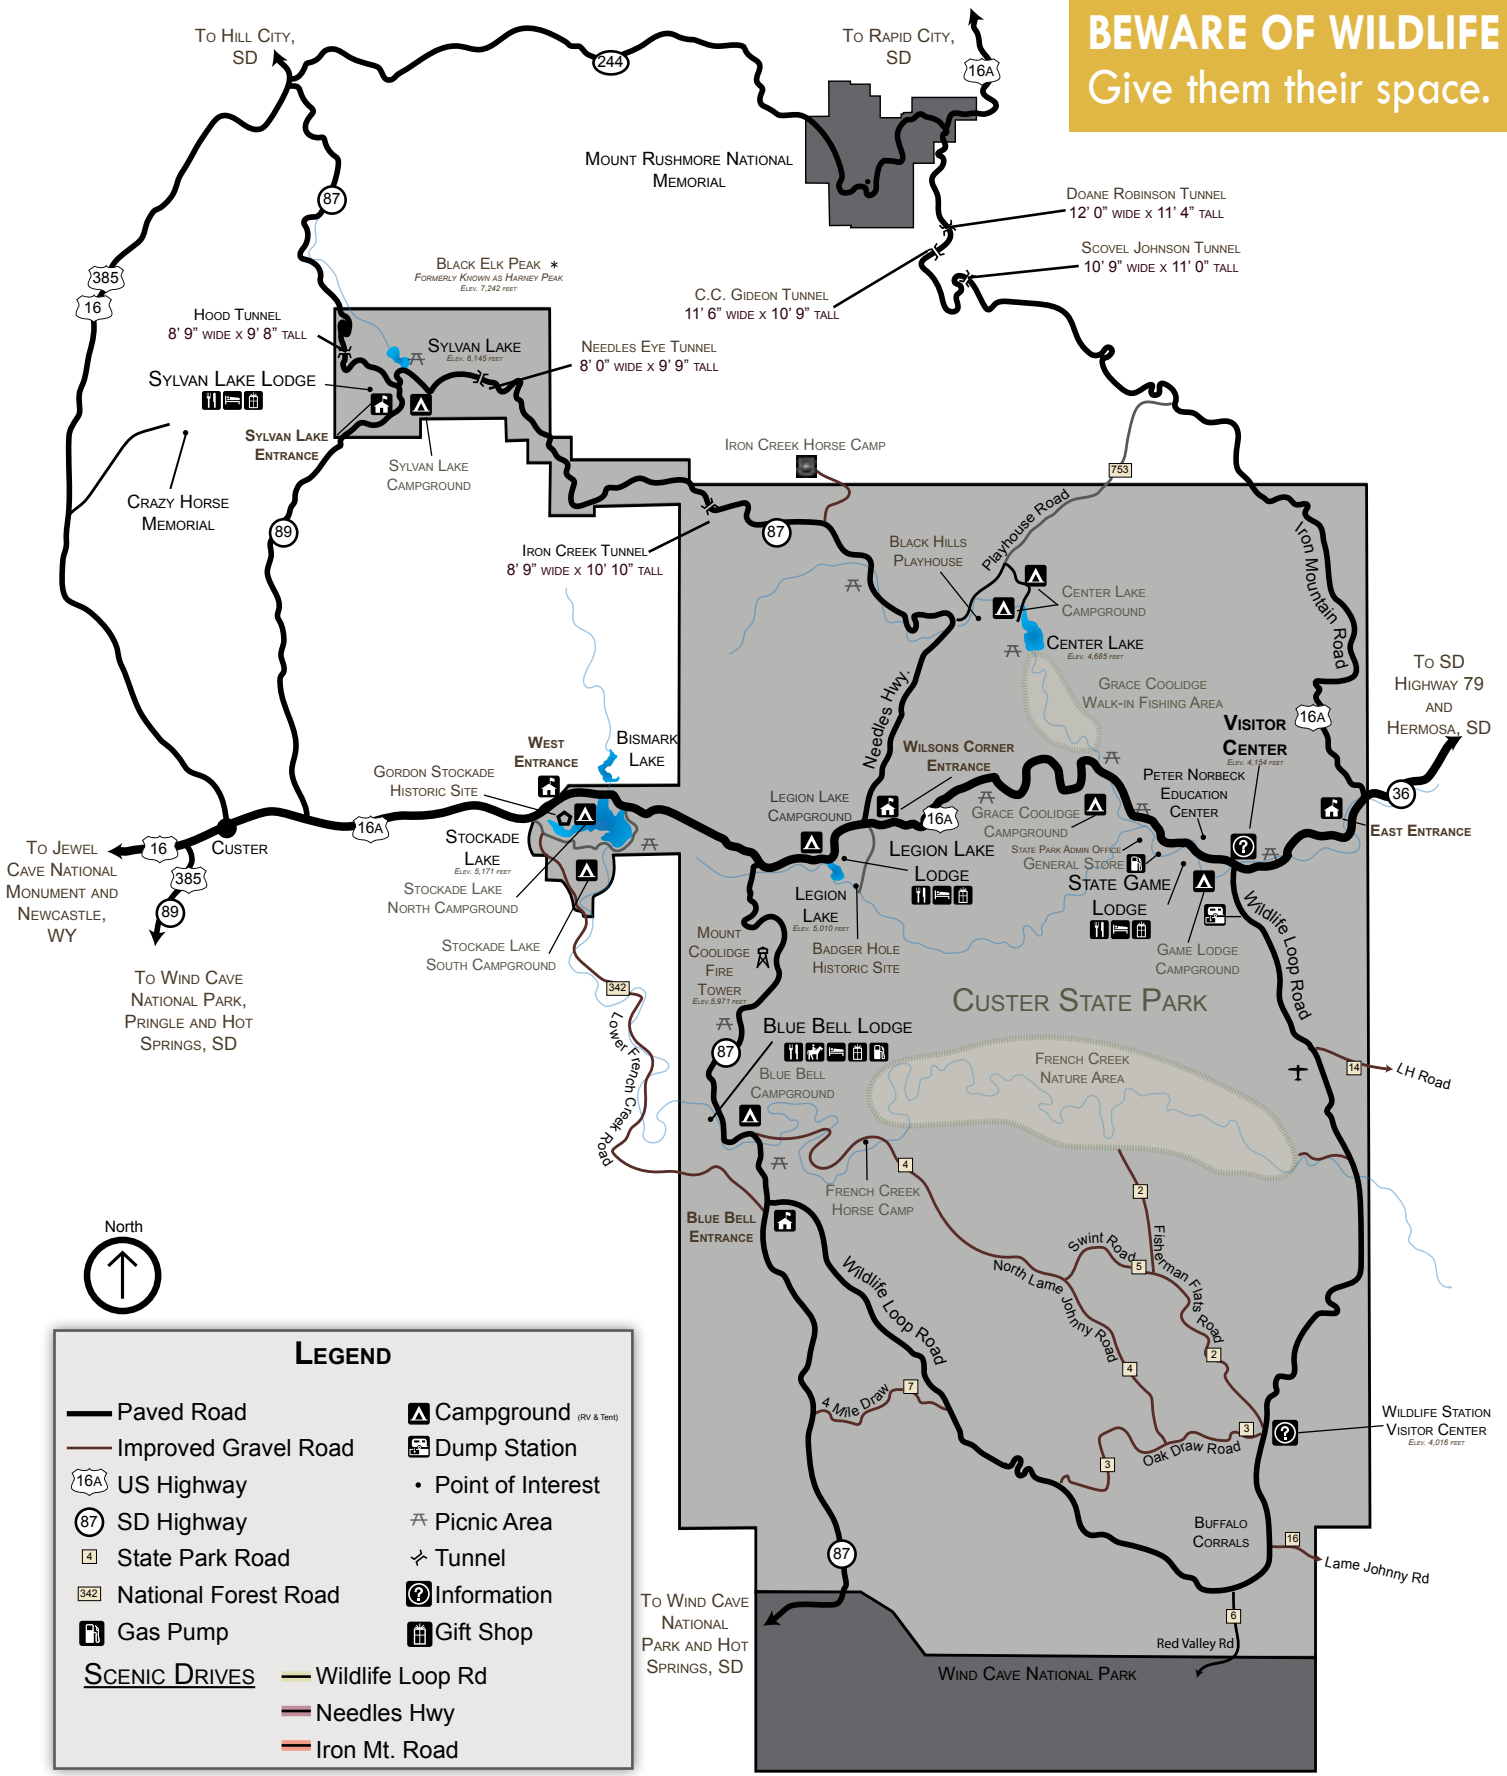 BEWARE OF WILDLIFE
Give them their space.
To Hill City,
SD
244
To Rapid City,
SD
16A
Mount Rushmore National
Memorial
87
Doane Robinson Tunnel
12' 0" wide x 11' 4" tall
Scovel Johnson Tunnel
10' 9" wide x 11' 0" tall
C.C. Gideon Tunnel
11' 6" wide x 10' 9" tall
385
16
Black Elk Peak *
Formerly Known as Harney Peak
Elev. 7,242 feet
Hood Tunnel
8' 9" wide x 9' 8" tall
Sylvan Lake
Elev. 6,145 feet
Needles Eye Tunnel
8' 0" wide x 9' 9" tall
Sylvan Lake Lodge
Sylvan Lake
Entrance
Sylvan Lake
Campground
Crazy Horse
Memorial
89
Iron Creek Horse Camp
753
Playhouse Road
Iron Creek Tunnel
8' 9" wide x 10' 10" tall
87
Black Hills
Playhouse
Center Lake
Campground
Center Lake
Elev. 4,685 feet
Iron Mountain Road
Grace Coolidge
Walk-in Fishing Area
To SD
Highway 79
and
Hermosa, SD
16A
36
Visitor
Center
Elev. 4,154 feet
Needles Hwy.
Wilsons Corner
Entrance
West
Entrance
Bismark
Lake
Gordon Stockade
Historic Site
Legion Lake
Campground
16A
Grace Coolidge
Campground
Peter Norbeck
Education
Center
East Entrance
State Park Admin Office
General Store
State Game
Lodge
Game Lodge
Campground
16A
Custer
16
385
89
To Jewel
Cave National
Monument and
Newcastle,
WY
To Wind Cave
National Park,
Pringle and Hot
Springs, SD
Stockade
Lake
Elev. 5,171 feet
Stockade Lake
North Campground
Stockade Lake
South Campground
Legion Lake
Lodge
Legion
Lake
Elev. 5,010 feet
Badger Hole
Historic Site
Mount
Coolidge
Fire
Tower
Elev. 5,971 feet
342
Lower French Creek Road
Custer State Park
Wildlife Loop Road
87
Blue Bell Lodge
Blue Bell
Campground
French Creek
Nature Area
14
LH Road
4
French Creek
Horse Camp
Blue Bell
Entrance
2
Swint Road
5
Fisherman Flats Road
2
North Lame Johnny Road
4
Wildlife Loop Road
7
4 Mile Draw
3
3
Oak Draw Road
Wildlife Station
Visitor Center
Elev. 4,016 feet
Buffalo
Corrals
16
Lame Johnny Rd
87
6
Red Valley Rd
To Wind Cave
National
Park and Hot
Springs, SD
Wind Cave National Park
North
Legend
Paved Road
Improved Gravel Road
16A US Highway
87 SD Highway
4 State Park Road
342 National Forest Road
Gas Pump
Campground (RV & Tent)
Dump Station
Point of Interest
Picnic Area
Tunnel
Information
Gift Shop
Scenic Drives
Wildlife Loop Rd
Needles Hwy
Iron Mt. Road